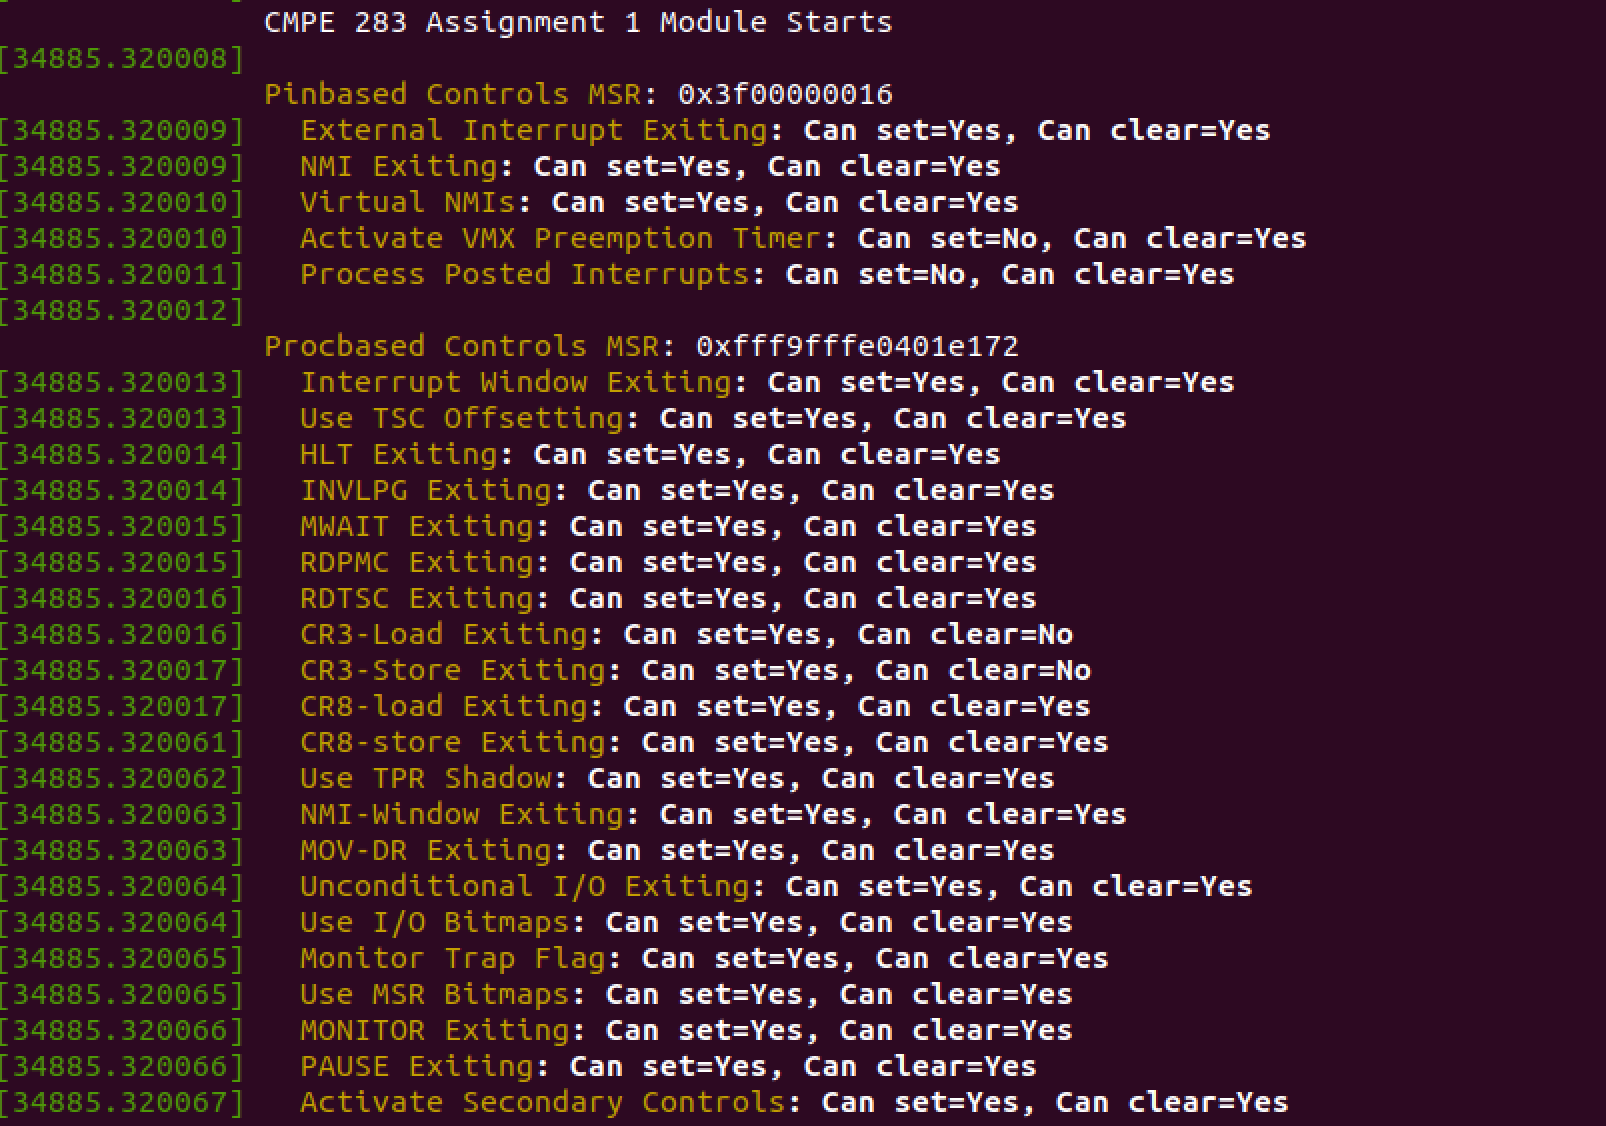 CMPE 283 Assignment 1 Module Starts
[34885.320008]
Pinbased Controls MSR: 0x3f00000016
[34885.320009] External Interrupt Exiting: Can set=Yes, Can clear=Yes
[34885.320009] NMI Exiting: Can set=Yes, Can clear=Yes
[34885.320010] Virtual NMIs: Can set=Yes, Can clear=Yes
[34885.320010] Activate VMX Preemption Timer: Can set=No, Can clear=Yes
[34885.320011] Process Posted Interrupts: Can set=No, Can clear=Yes
[34885.320012]
Procbased Controls MSR: 0xfff9fffe0401e172
[34885.320013] Interrupt Window Exiting: Can set=Yes, Can clear=Yes
[34885.320013] Use TSC Offsetting: Can set=Yes, Can clear=Yes
[34885.320014] HLT Exiting: Can set=Yes, Can clear=Yes
[34885.320014] INVLPG Exiting: Can set=Yes, Can clear=Yes
[34885.320015] MWAIT Exiting: Can set=Yes, Can clear=Yes
[34885.320015] RDPMC Exiting: Can set=Yes, Can clear=Yes
[34885.320016] RDTSC Exiting: Can set=Yes, Can clear=Yes
[34885.320016] CR3-Load Exiting: Can set=Yes, Can clear=No
[34885.320017] CR3-Store Exiting: Can set=Yes, Can clear=No
[34885.320017] CR8-load Exiting: Can set=Yes, Can clear=Yes
[34885.320061] CR8-store Exiting: Can set=Yes, Can clear=Yes
[34885.320062] Use TPR Shadow: Can set=Yes, Can clear=Yes
[34885.320063] NMI-Window Exiting: Can set=Yes, Can clear=Yes
[34885.320063] MOV-DR Exiting: Can set=Yes, Can clear=Yes
[34885.320064] Unconditional I/O Exiting: Can set=Yes, Can clear=Yes
[34885.320064] Use I/O Bitmaps: Can set=Yes, Can clear=Yes
[34885.320065] Monitor Trap Flag: Can set=Yes, Can clear=Yes
[34885.320065] Use MSR Bitmaps: Can set=Yes, Can clear=Yes
[34885.320066] MONITOR Exiting: Can set=Yes, Can clear=Yes
[34885.320066] PAUSE Exiting: Can set=Yes, Can clear=Yes
[34885.320067] Activate Secondary Controls: Can set=Yes, Can clear=Yes